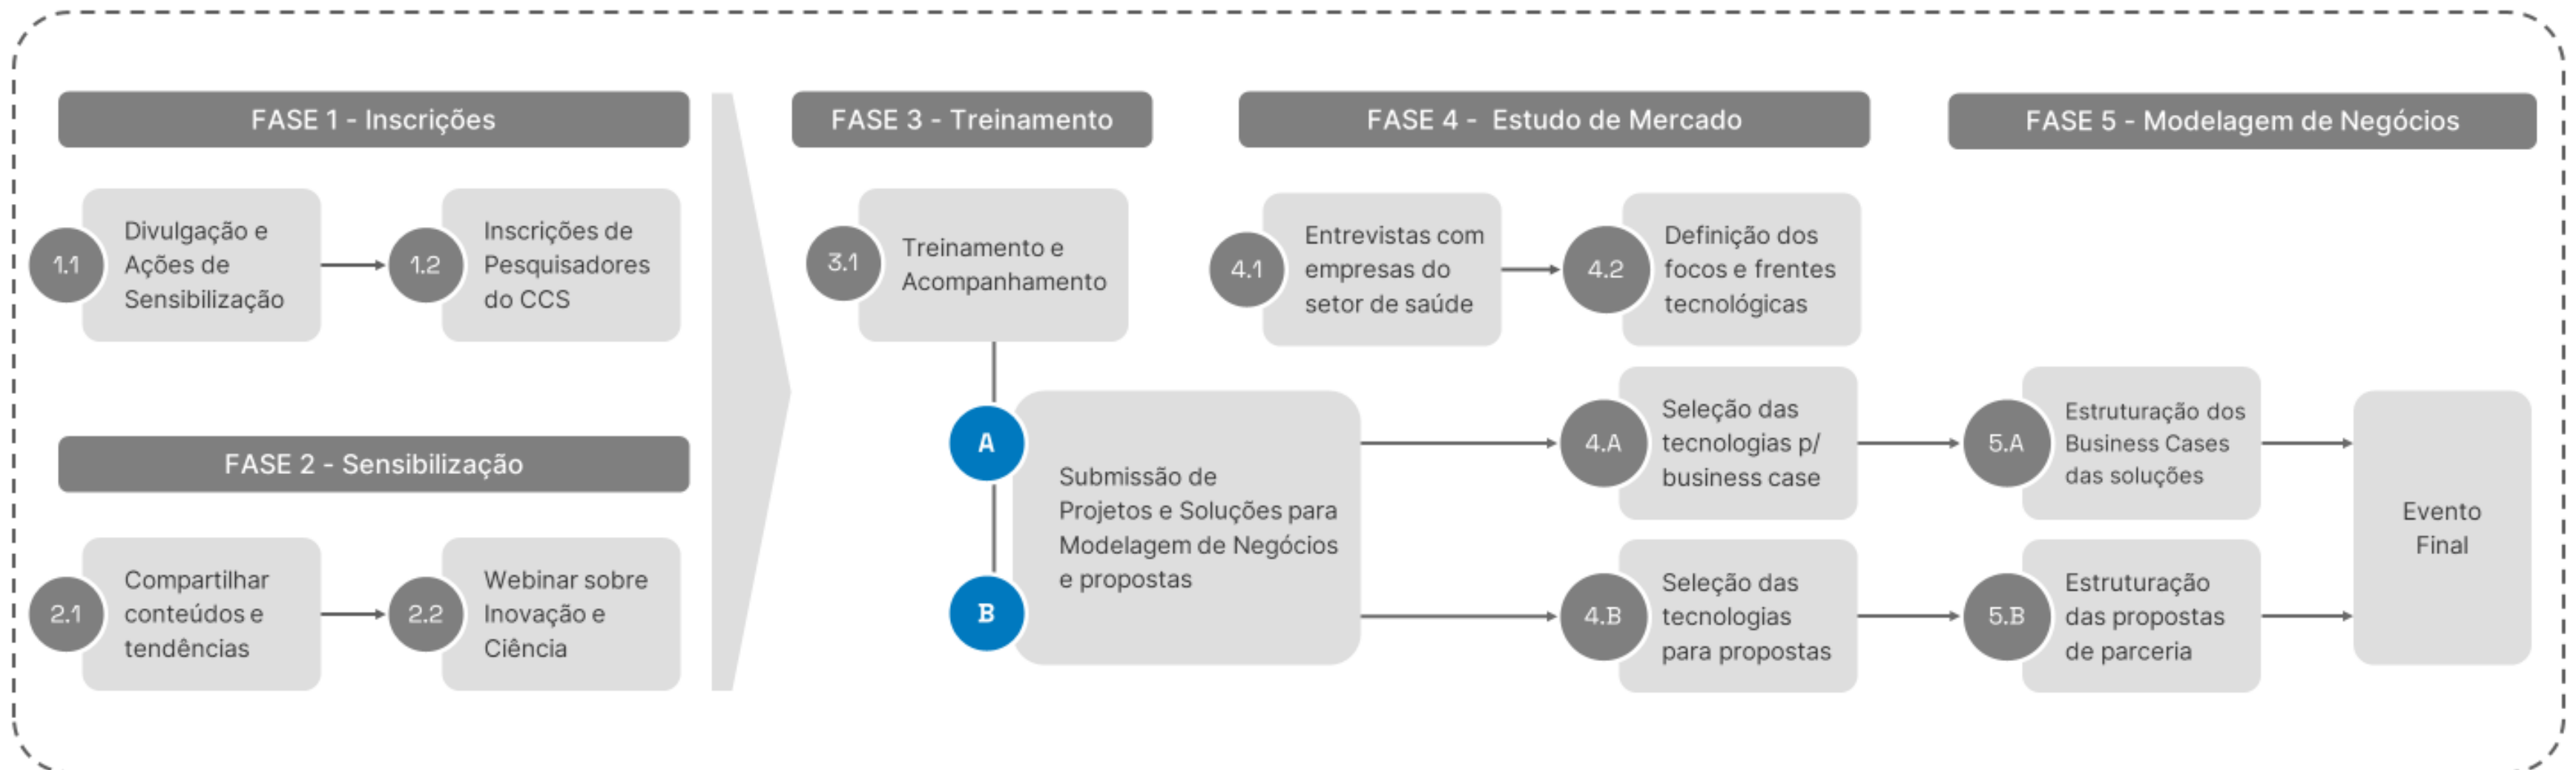 FASE 1 - Inscrições
1.1
Divulgação e
Ações de
Sensibilização
1.2
Inscrições de
Pesquisadores
do CCS
FASE 2 - Sensibilização
2.1
Compartilhar
conteúdos e
tendências
2.2
Webinar sobre
Inovação e
Ciência
FASE 3 - Treinamento
3.1
Treinamento e
Acompanhamento
A
B
Submissão de
Projetos e Soluções para
Modelagem de Negócios
e propostas
FASE 4 - Estudo de Mercado
4.1
Entrevistas com
empresas do
setor de saúde
4.2
Definição dos
focos e frentes
tecnológicas
4.A
Seleção das
tecnologias p/
business case
4.B
Seleção das
tecnologias
para propostas
FASE 5 - Modelagem de Negócios
5.A
Estruturação dos
Business Cases
das soluções
5.B
Estruturação
das propostas
de parceria
Evento
Final